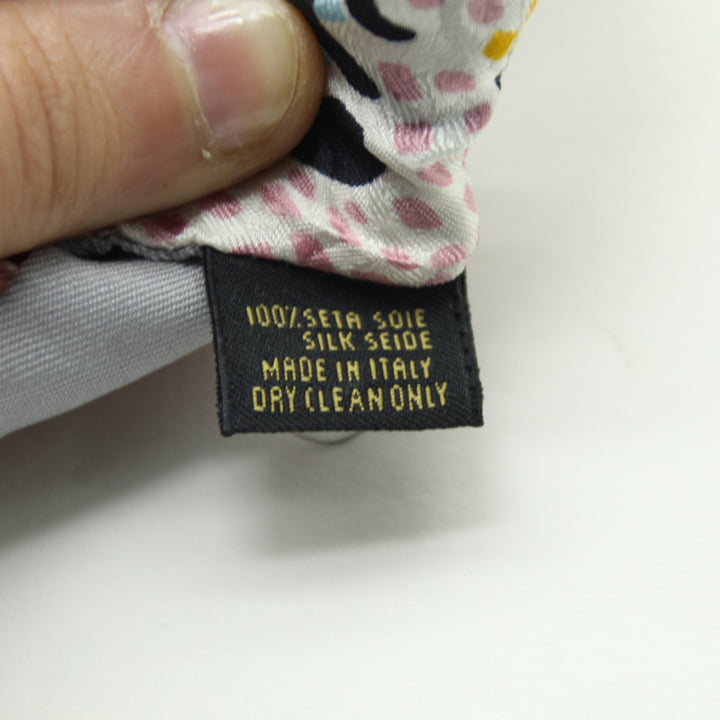 100% SETA SOIE
SILK SEIDE
MADE IN ITALY
DRY CLEAN ONLY